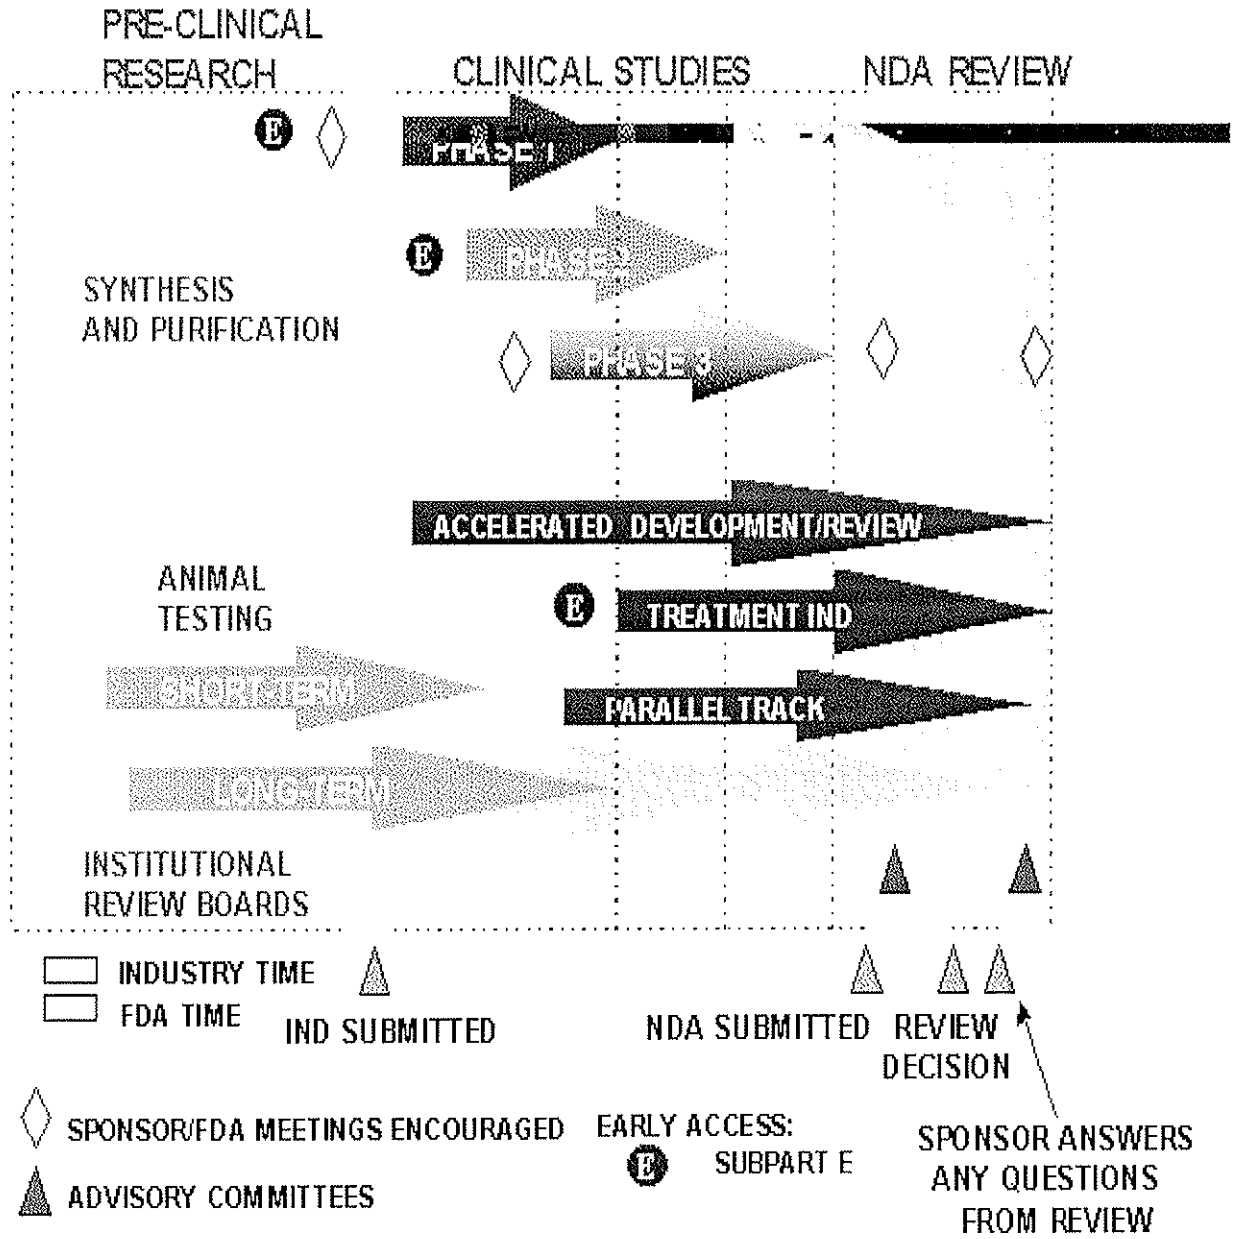 PRE-CLINICAL
RESEARCH
CLINICAL STUDIES
NDA REVIEW
E
PHASE 1
E
PHASE 2
SYNTHESIS
AND PURIFICATION
PHASE 3
ACCELERATED DEVELOPMENT/REVIEW
ANIMAL
TESTING
E
TREATMENT IND
SHORT-TERM
PARALLEL TRACK
LONG-TERM
INSTITUTIONAL
REVIEW BOARDS
INDUSTRY TIME
FDA TIME
IND SUBMITTED
NDA SUBMITTED
REVIEW
DECISION
SPONSOR/FDA MEETINGS ENCOURAGED
ADVISORY COMMITTEES
EARLY ACCESS:
E SUBPART E
SPONSOR ANSWERS
ANY QUESTIONS
FROM REVIEW